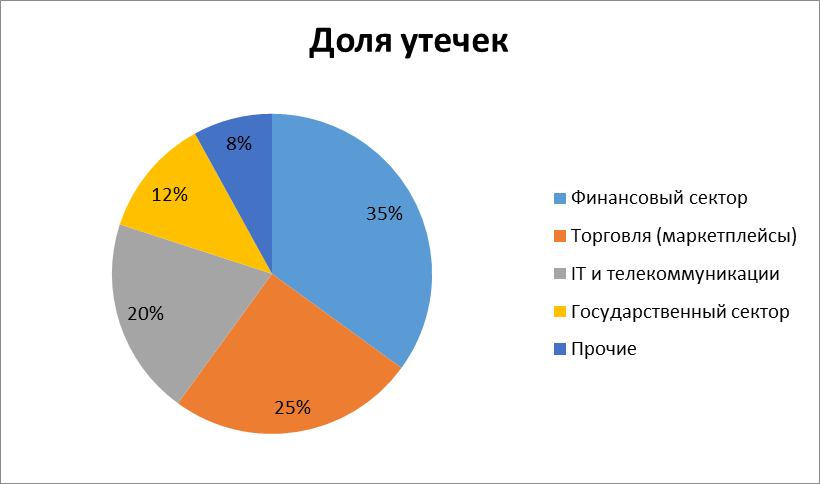 Доля утечек
8%
12%
35%
20%
25%
Финансовый сектор
Торговля (маркетплейсы)
IT и телекоммуникации
Государственный сектор
Прочие